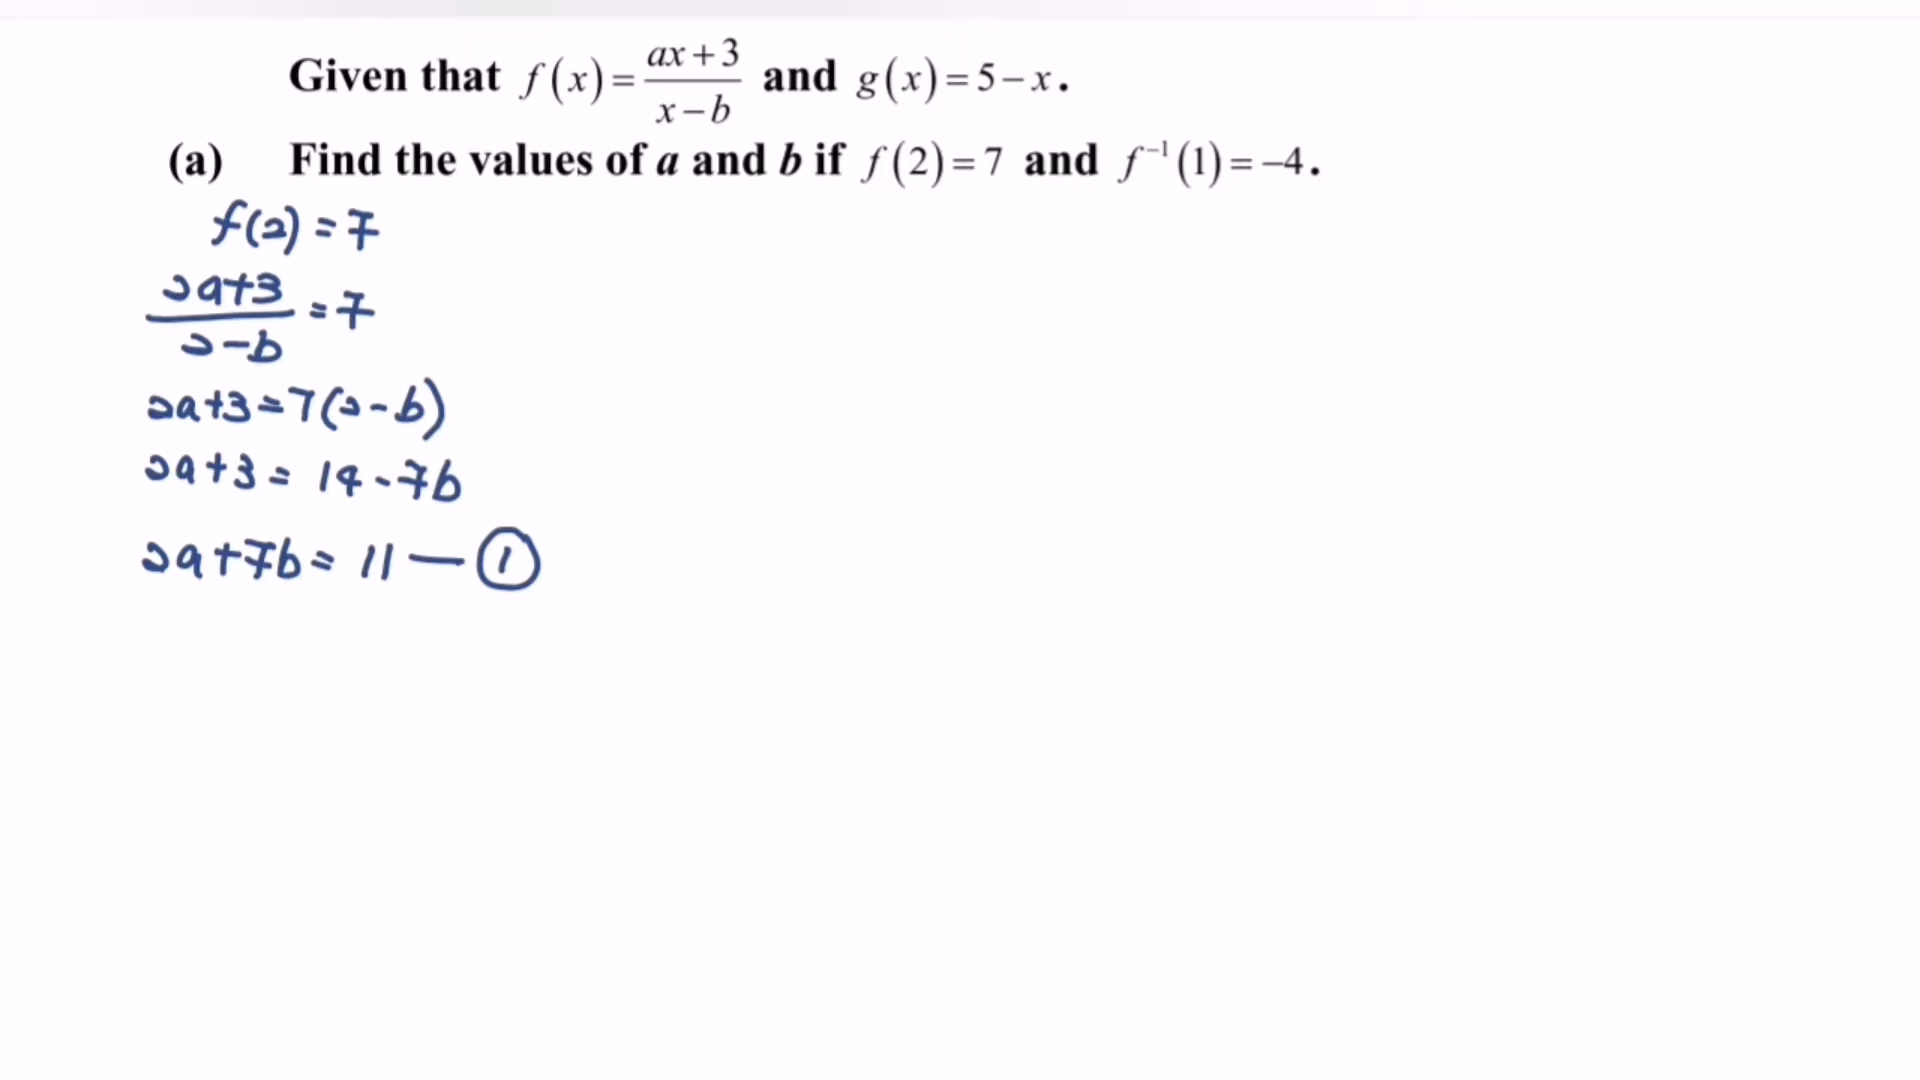 Given that f(x) = (ax+3)/(x−b) and g(x) = 5 − x.
(a) Find the values of a and b if f(2) = 7 and f⁻¹(1) = −4.
f(2) = 7
(2a+3)/(2−b) = 7
2a+3 = 7(2−b)
2a+3 = 14 − 7b
2a+7b = 11 — ①